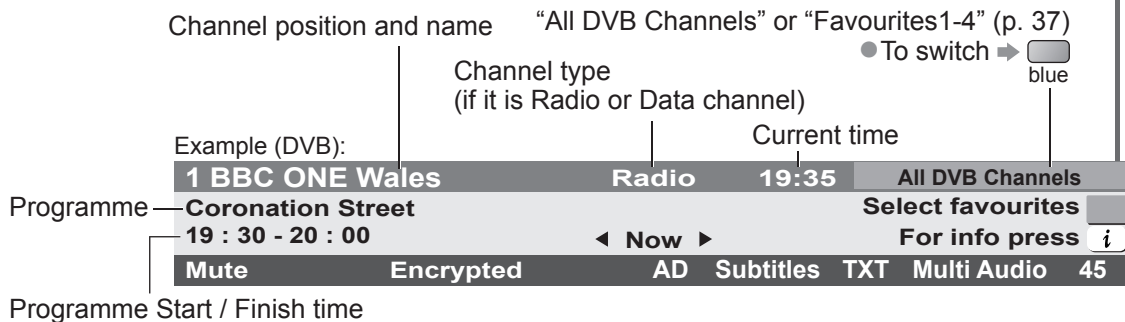 Channel position and name
“All DVB Channels” or “Favourites1-4” (p. 37)
●To switch ➡
blue
Channel type
(if it is Radio or Data channel)
Current time
Example (DVB):
1 BBC ONE Wales Radio 19:35 All DVB Channels
Programme Coronation Street Select favourites
19 : 30 - 20 : 00 ◀ Now ▶ For info press i
Mute Encrypted AD Subtitles TXT Multi Audio 45
Programme Start / Finish time